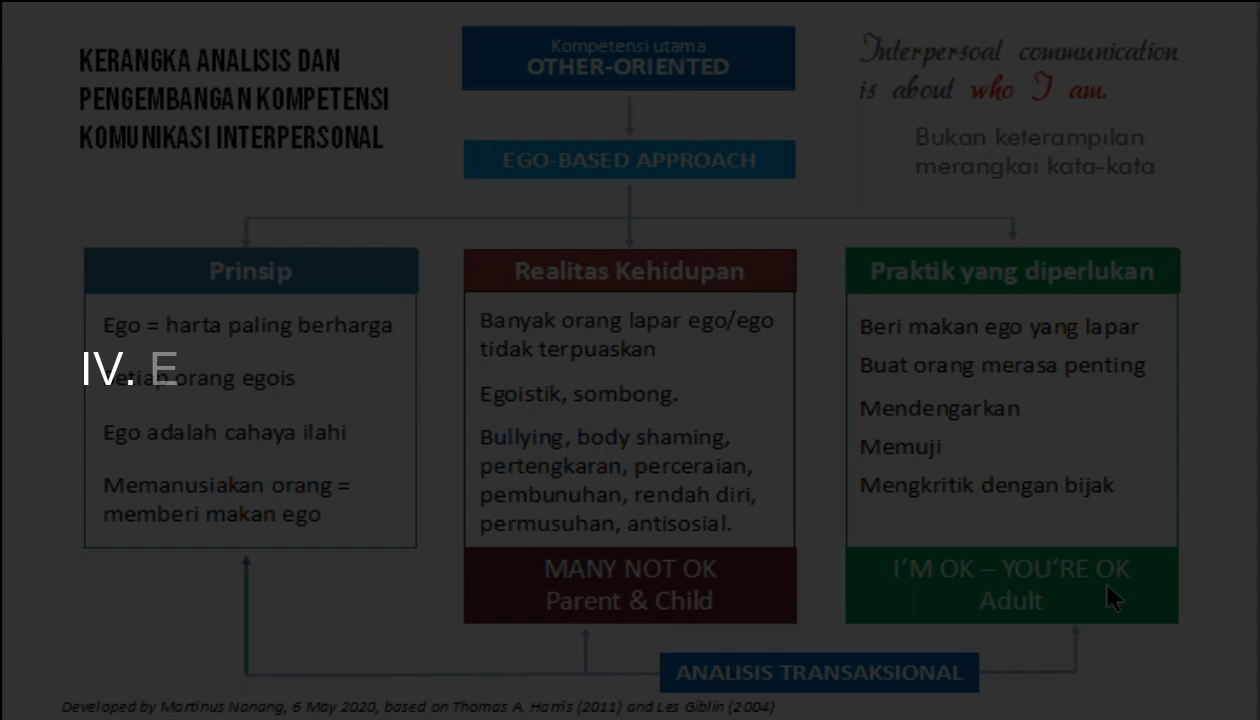 KERANGKA ANALISIS DAN
PENGEMBANGAN KOMPETENSI
KOMUNIKASI INTERPERSONAL
Kompetensi utama
OTHER-ORIENTED
EGO-BASED APPROACH
Interpersoal communication
is about who I am.
Bukan keterampilan
merangkai kata-kata
Prinsip
Ego = harta paling berharga
Setiap orang egois
Ego adalah cahaya ilahi
Memanusiakan orang =
memberi makan ego
IV. E
Realitas Kehidupan
Banyak orang lapar ego/ego
tidak terpuaskan
Egoistik, sombong.
Bullying, body shaming,
pertengkaran, perceraian,
pembunuhan, rendah diri,
permusuhan, antisosial.
MANY NOT OK
Parent & Child
Praktik yang diperlukan
Beri makan ego yang lapar
Buat orang merasa penting
Mendengarkan
Memuji
Mengkritik dengan bijak
I'M OK – YOU'RE OK
Adult
ANALISIS TRANSAKSIONAL
Developed by Martinus Nanang, 6 May 2020, based on Thomas A. Harris (2011) and Les Giblin (2004)